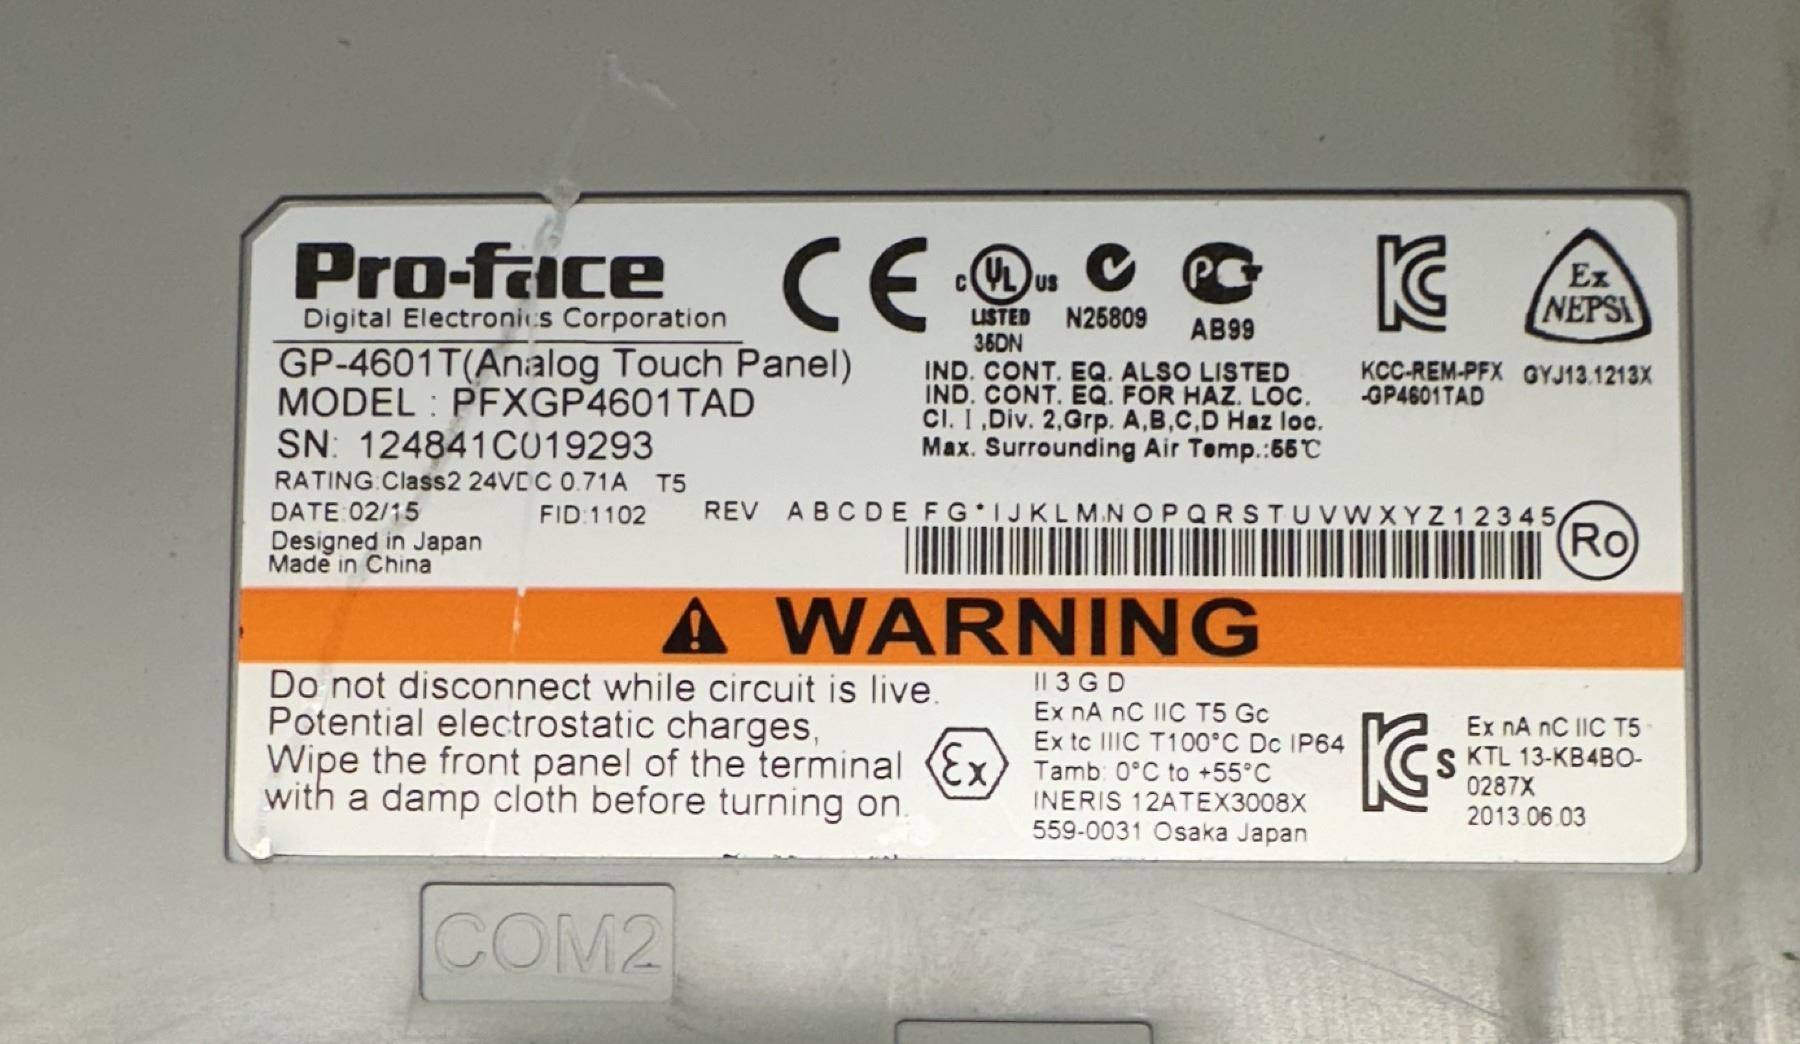 Pro-face
Digital Electronics Corporation
GP-4601T(Analog Touch Panel)
MODEL : PFXGP4601TAD
SN: 124841C019293
RATING:Class2 24VDC 0.71A T5
DATE:02/15 FID:1102 REV A B C D E F G * I J K L M N O P Q R S T U V W X Y Z 1 2 3 4 5
Designed in Japan
Made in China
CE
C UL US
LISTED
36DN
N25809
PCT
AB99
IND. CONT. EQ. ALSO LISTED
IND. CONT. EQ. FOR HAZ. LOC.
Cl. I ,Div. 2,Grp. A,B,C,D Haz loc.
Max. Surrounding Air Temp.:55℃
KC
KCC-REM-PFX
-GP4601TAD
Ex
NEPSI
GYJ13.1213X
Ro
WARNING
Do not disconnect while circuit is live.
Potential electrostatic charges,
Wipe the front panel of the terminal
with a damp cloth before turning on.
Ex
II 3 G D
Ex nA nC IIC T5 Gc
Ex tc IIIC T100°C Dc IP64
Tamb: 0°C to +55°C
INERIS 12ATEX3008X
559-0031 Osaka Japan
KCs
Ex nA nC IIC T5
KTL 13-KB4BO-
0287X
2013.06.03
COM2